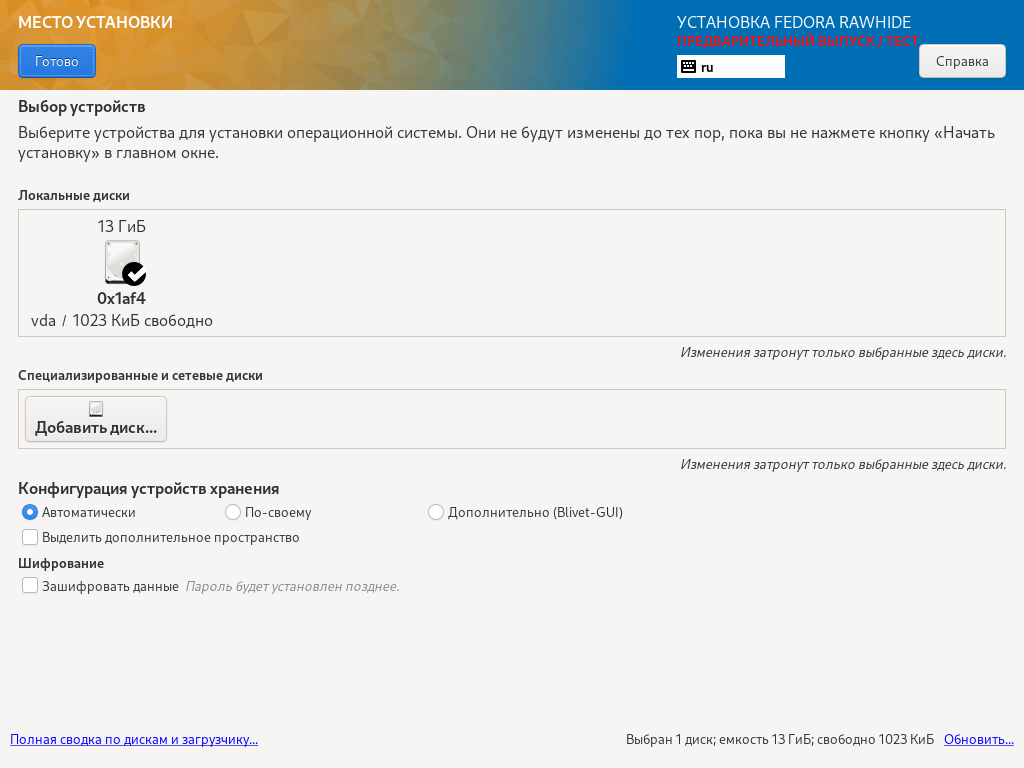 МЕСТО УСТАНОВКИ
УСТАНОВКА FEDORA RAWHIDE
ПРЕДВАРИТЕЛЬНЫЙ ВЫПУСК / ТЕСТ
Готово
ru
Справка
Выбор устройств
Выберите устройства для установки операционной системы. Они не будут изменены до тех пор, пока вы не нажмете кнопку «Начать
установку» в главном окне.
Локальные диски
13 ГиБ
0x1af4
vda / 1023 КиБ свободно
Изменения затронут только выбранные здесь диски.
Специализированные и сетевые диски
Добавить диск...
Изменения затронут только выбранные здесь диски.
Конфигурация устройств хранения
Автоматически По-своему Дополнительно (Blivet-GUI)
Выделить дополнительное пространство
Шифрование
Зашифровать данные Пароль будет установлен позднее.
Полная сводка по дискам и загрузчику... Выбран 1 диск; емкость 13 ГиБ; свободно 1023 КиБ Обновить...